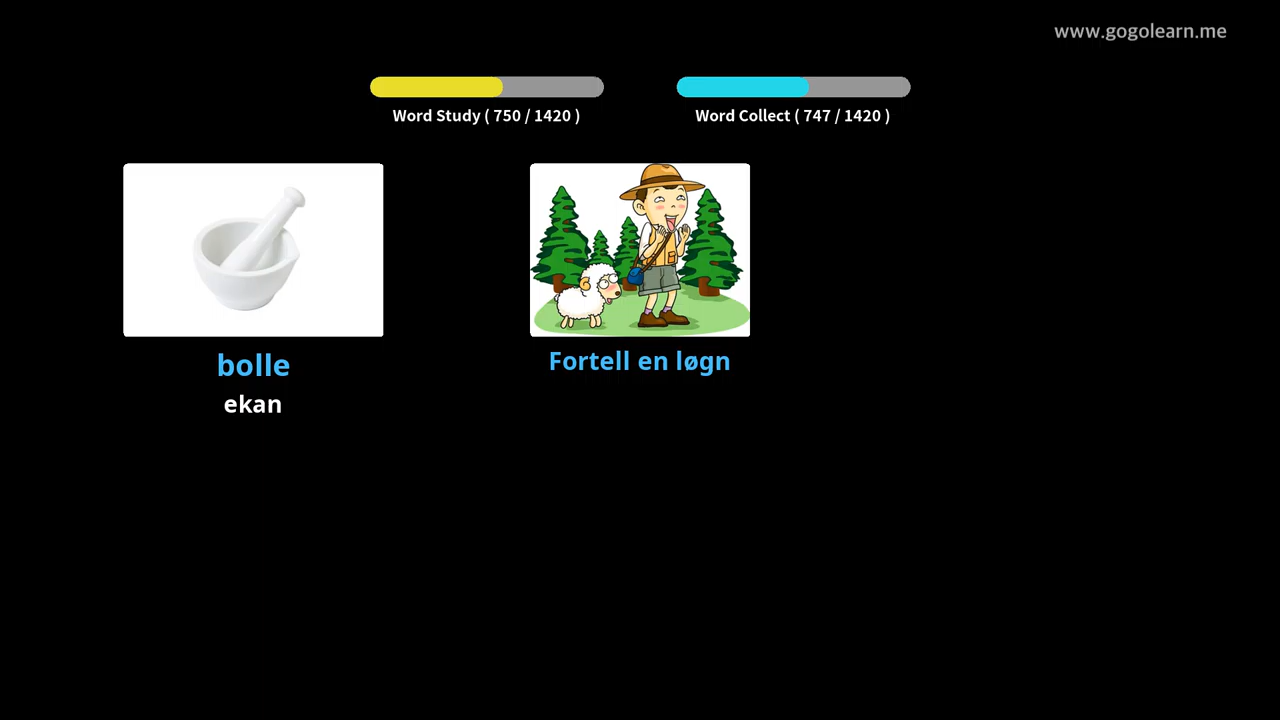 www.gogolearn.me
Word Study ( 750 / 1420 )
Word Collect ( 747 / 1420 )
bolle
ekan
Fortell en løgn